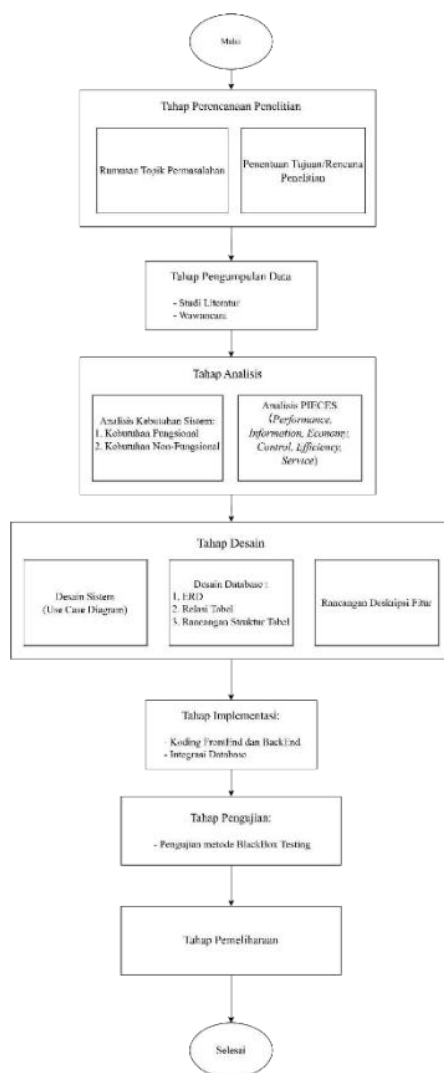 Mulai
Tahap Perencanaan Penelitian
Rumusan Topik Permasalahan
Penentuan Tujuan/Rencana
Penelitian
Tahap Pengumpulan Data
- Studi Literatur
- Wawancara
Tahap Analisis
Analisis Kebutuhan Sistem:
1. Kebutuhan Fungsional
2. Kebutuhan Non-Fungsional
Analisis PIECES
(Performance,
Information, Economy,
Control, Efficiency,
Service)
Tahap Desain
Desain Sistem
(Use Case Diagram)
Desain Database :
1. ERD
2. Relasi Tabel
3. Rancangan Struktur Tabel
Rancangan Deskripsi Fitur
Tahap Implementasi:
- Koding FrontEnd dan BackEnd
- Integrasi Database
Tahap Pengujian:
- Pengujian metode BlackBox Testing
Tahap Pemeliharaan
Selesai